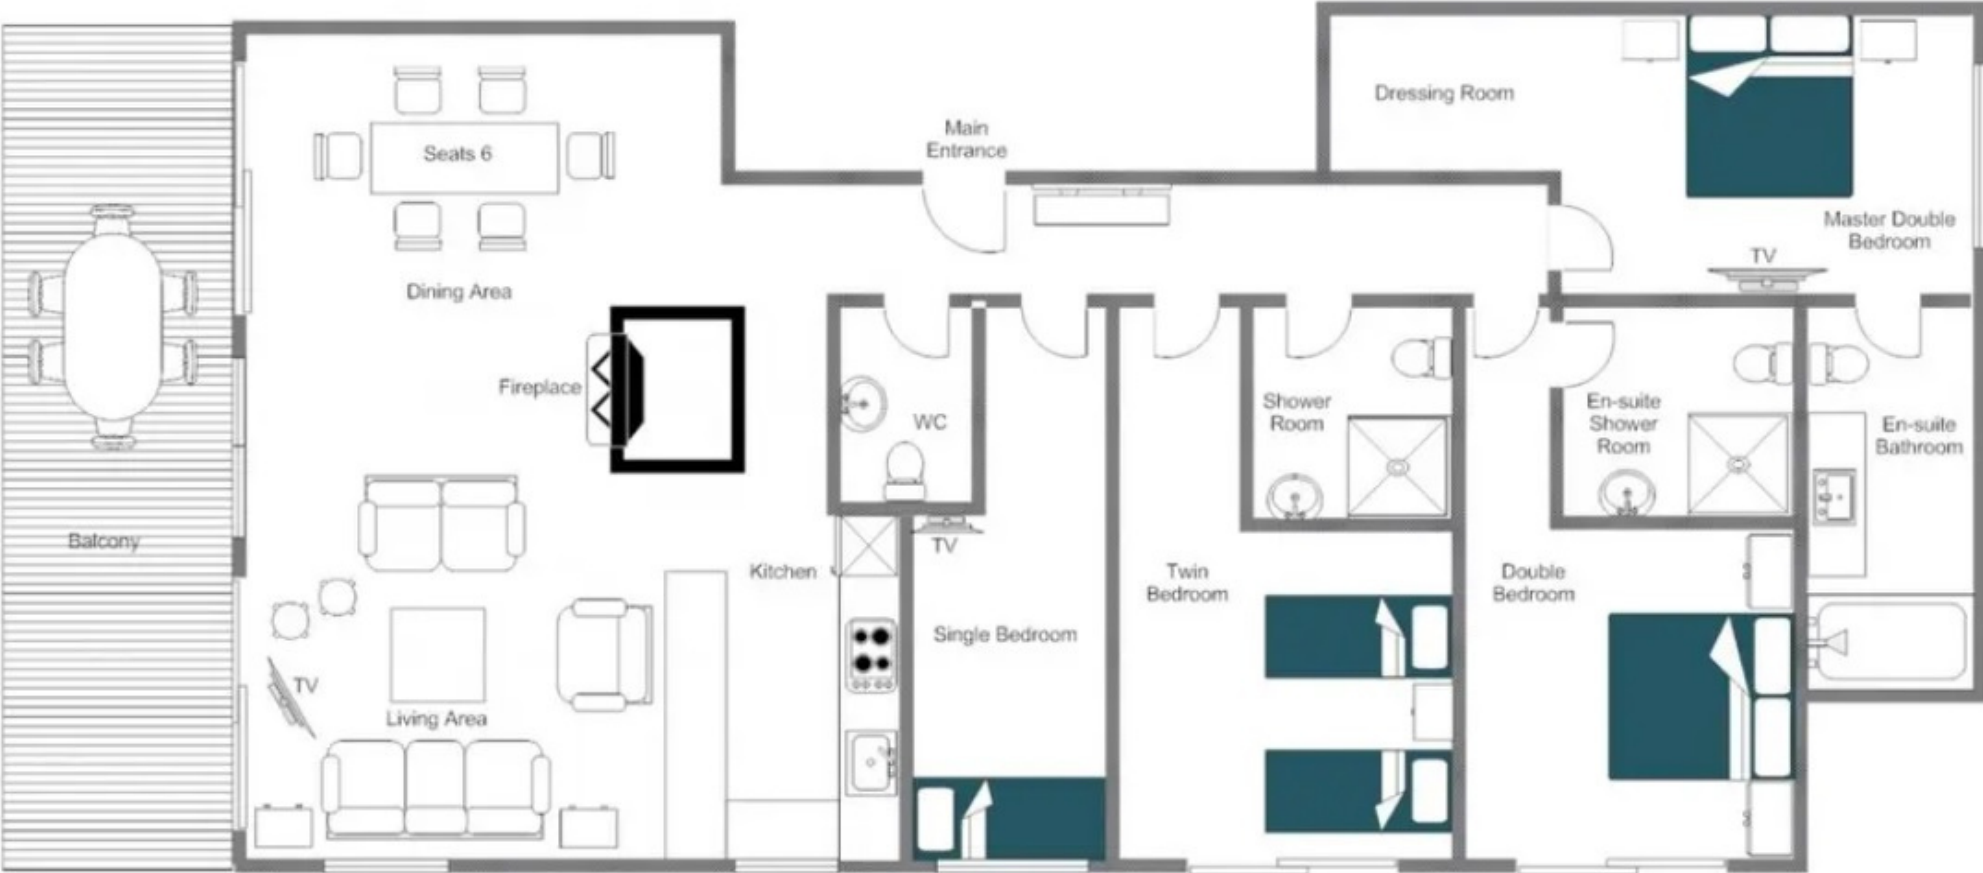 Dressing Room
Main
Entrance
Seats 6
Master Double
Bedroom
TV
Dining Area
Fireplace
WC
Shower
Room
En-suite
Shower
Room
En-suite
Bathroom
Balcony
TV
Kitchen
Twin
Bedroom
Double
Bedroom
Single Bedroom
TV
Living Area